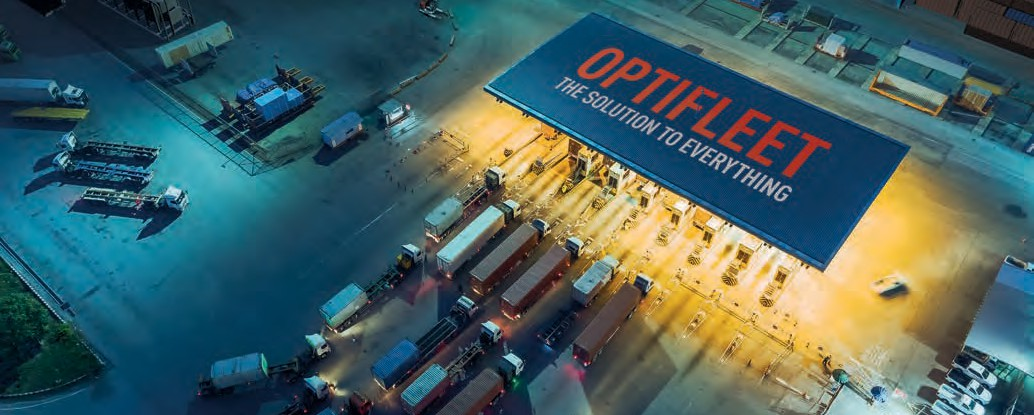 OPTIFLEET
THE SOLUTION TO EVERYTHING